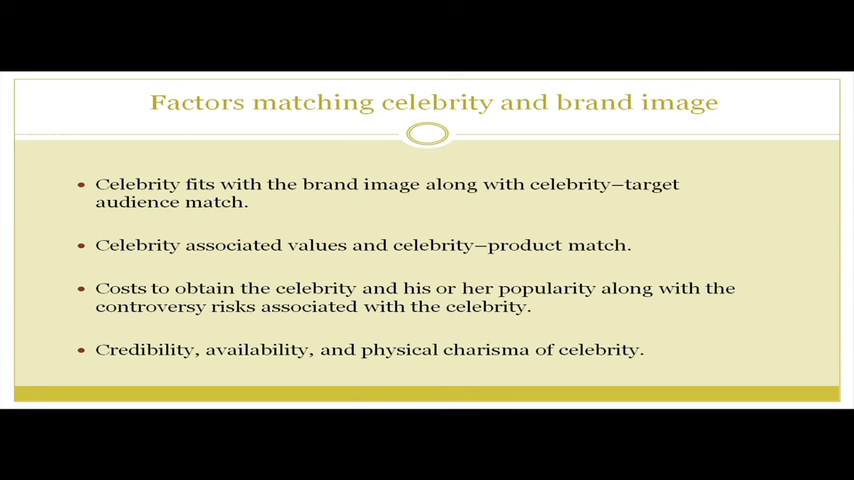 Factors matching celebrity and brand image
• Celebrity fits with the brand image along with celebrity–target
audience match.
• Celebrity associated values and celebrity–product match.
• Costs to obtain the celebrity and his or her popularity along with the
controversy risks associated with the celebrity.
• Credibility, availability, and physical charisma of celebrity.